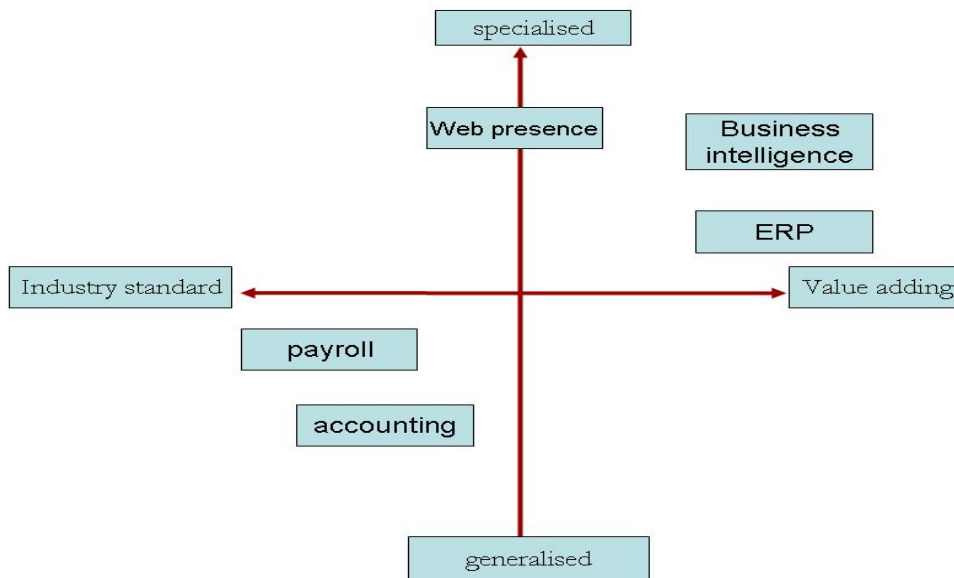 specialised
Web presence
Business
intelligence
ERP
Industry standard
Value adding
payroll
accounting
generalised